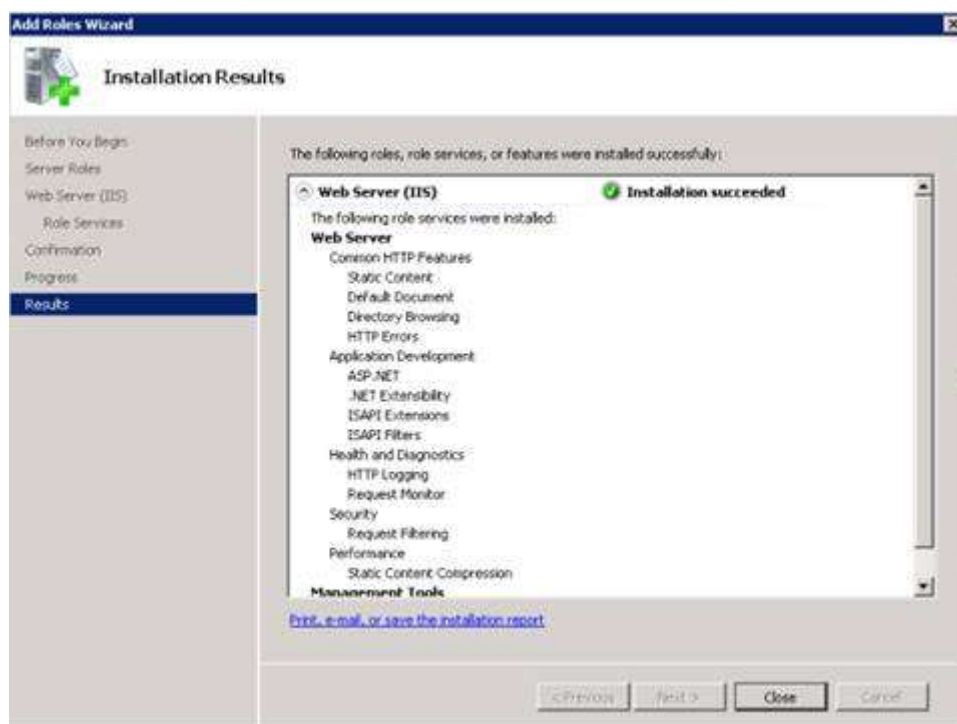 Add Roles Wizard
Installation Results
Before You Begin
Server Roles
Web Server (IIS)
Role Services
Confirmation
Progress
Results
The following roles, role services, or features were installed successfully:
Web Server (IIS) Installation succeeded
The following role services were installed:
Web Server
Common HTTP Features
Static Content
Default Document
Directory Browsing
HTTP Errors
Application Development
ASP.NET
.NET Extensibility
ISAPI Extensions
ISAPI Filters
Health and Diagnostics
HTTP Logging
Request Monitor
Security
Request Filtering
Performance
Static Content Compression
Management Tools
Print, e-mail, or save the installation report
< Previous Next > Close Cancel